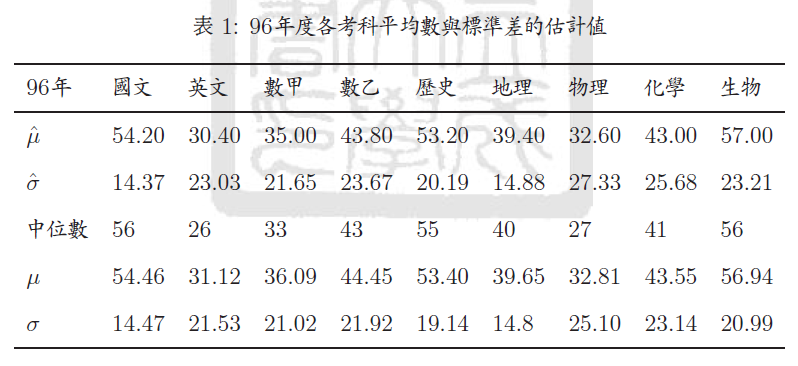 表 1: 96年度各考科平均數與標準差的估計值
96年 國文 英文 數甲 數乙 歷史 地理 物理 化學 生物
μ̂ 54.20 30.40 35.00 43.80 53.20 39.40 32.60 43.00 57.00
σ̂ 14.37 23.03 21.65 23.67 20.19 14.88 27.33 25.68 23.21
中位數 56 26 33 43 55 40 27 41 56
μ 54.46 31.12 36.09 44.45 53.40 39.65 32.81 43.55 56.94
σ 14.47 21.53 21.02 21.92 19.14 14.8 25.10 23.14 20.99